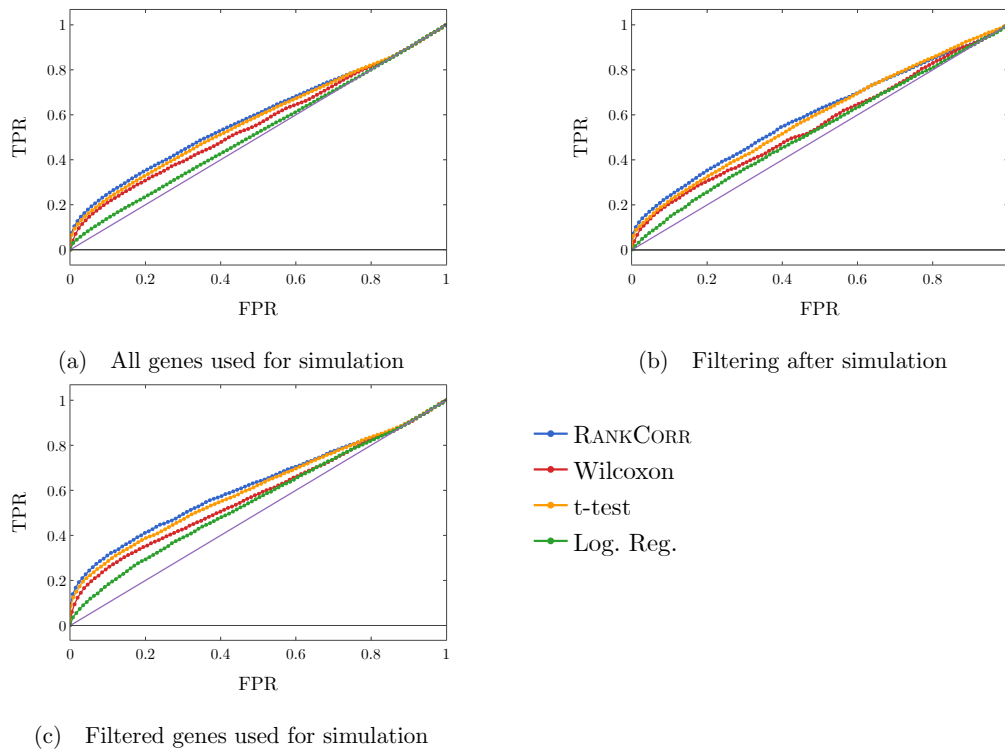 1
0.8
0.6
0.4
0.2
0
TPR
0 0.2 0.4 0.6 0.8 1
FPR
(a) All genes used for simulation
1
0.8
0.6
0.4
0.2
0
TPR
0 0.2 0.4 0.6 0.8
FPR
(b) Filtering after simulation
1
0.8
0.6
0.4
0.2
0
TPR
0 0.2 0.4 0.6 0.8 1
FPR
(c) Filtered genes used for simulation
RANKCORR
Wilcoxon
t-test
Log. Reg.